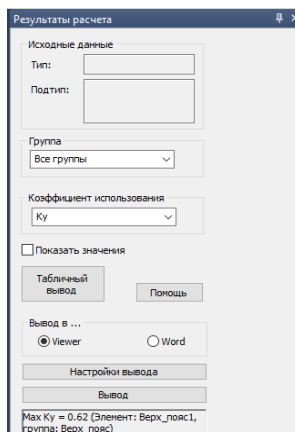 Результаты расчета
Исходные данные
Тип:
Подтип:
Группа
Все группы
Коэффициент использования
Ку
Показать значения
Табличный
вывод
Помощь
Вывод в ...
Viewer
Word
Настройки вывода
Вывод
Max Ку = 0.62 (Элемент: Верх_пояс1,
группа: Верх_пояс)